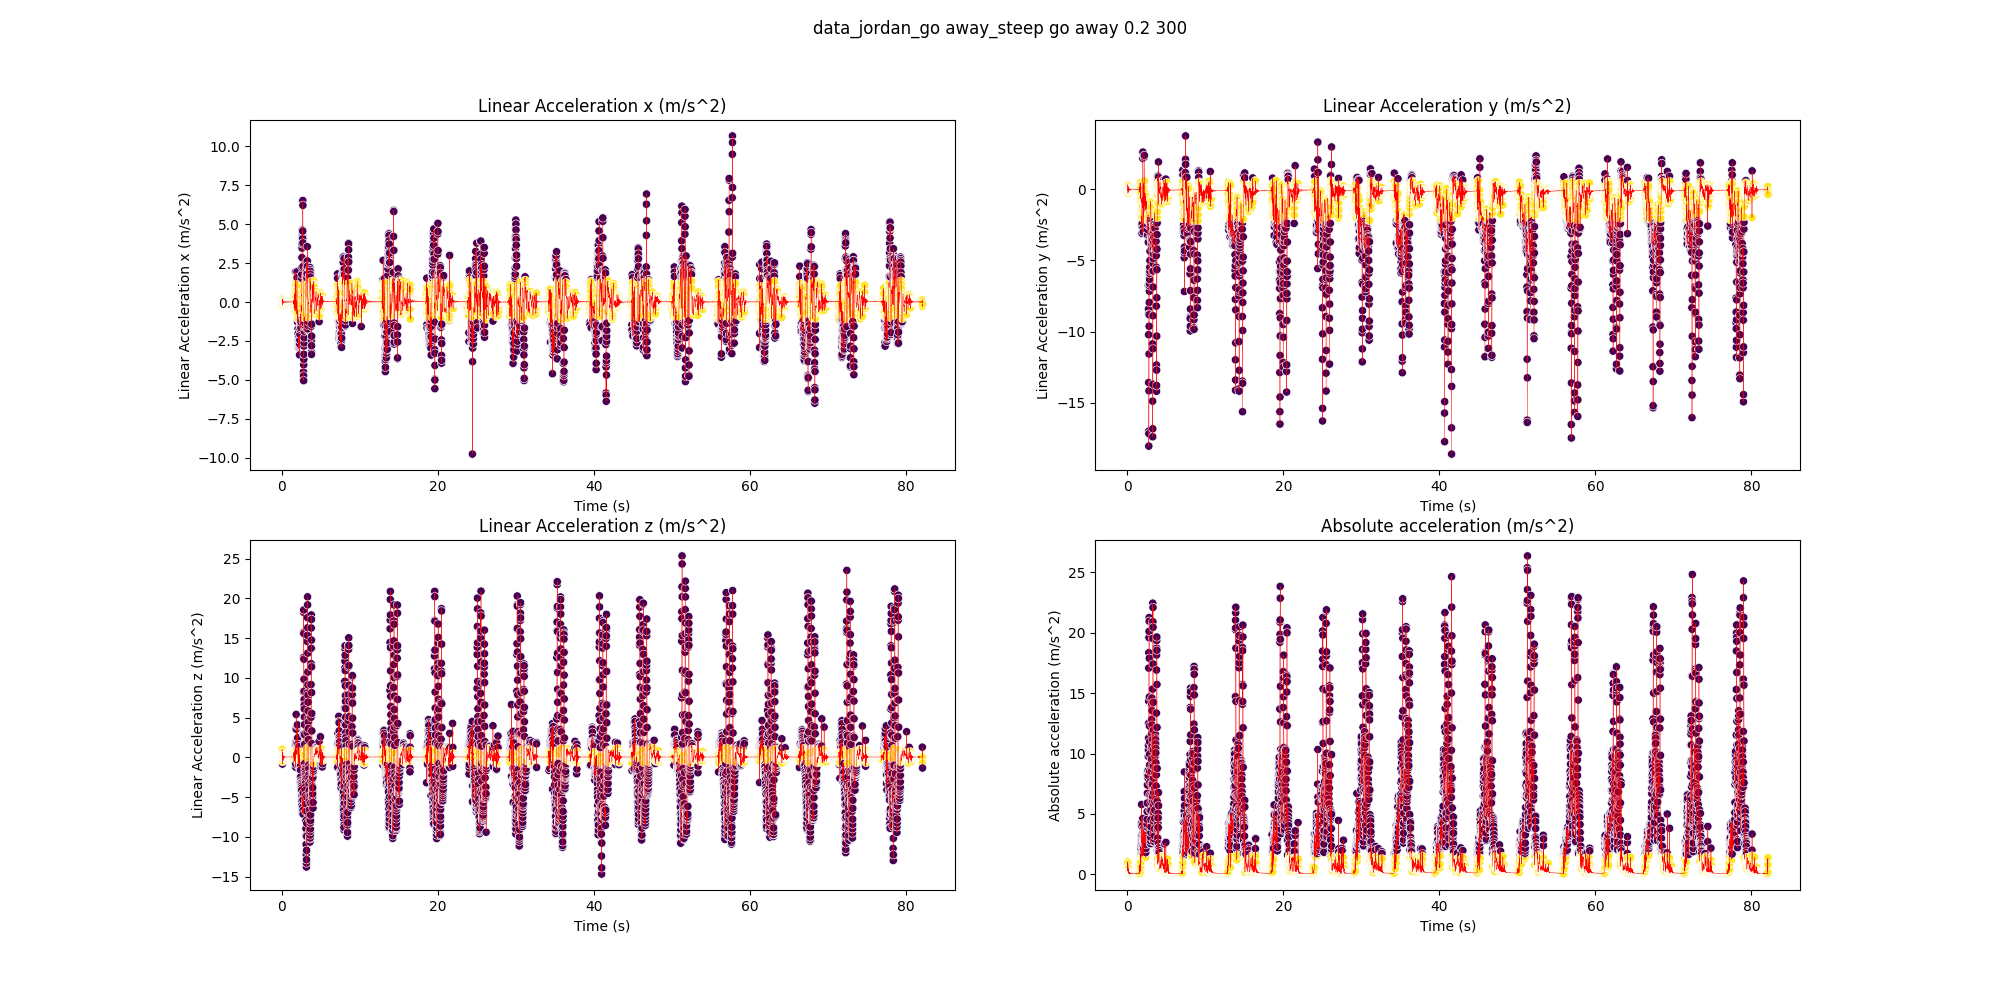 data_jordan_go away_steep go away 0.2 300
Linear Acceleration x (m/s^2)
Linear Acceleration x (m/s^2)
10.0
7.5
5.0
2.5
0.0
−2.5
−5.0
−7.5
−10.0
0 20 40 60 80
Time (s)
Linear Acceleration y (m/s^2)
Linear Acceleration y (m/s^2)
0
−5
−10
−15
0 20 40 60 80
Time (s)
Linear Acceleration z (m/s^2)
Linear Acceleration z (m/s^2)
25
20
15
10
5
0
−5
−10
−15
0 20 40 60 80
Time (s)
Absolute acceleration (m/s^2)
Absolute acceleration (m/s^2)
25
20
15
10
5
0
0 20 40 60 80
Time (s)